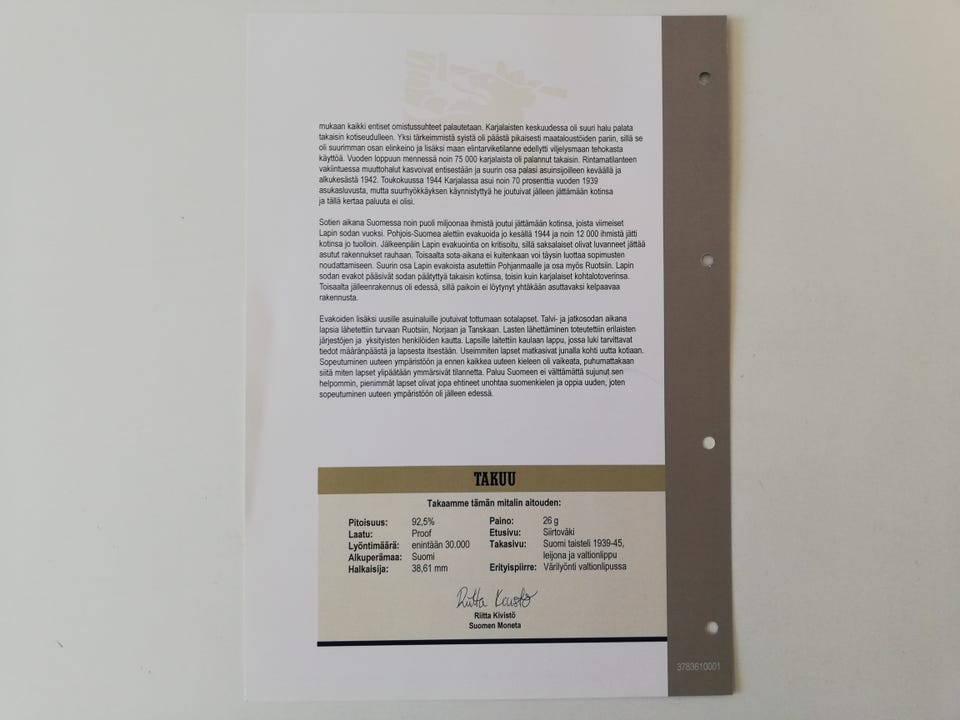 mukaan kaikki entiset omistussuhteet palautetaan. Karjalaisten keskuudessa oli suuri halu palata
takaisin kotiseudulleen. Yksi tärkeimmistä syistä oli päästä pikaisesti maataloustöiden pariin, sillä se
oli suurimman osan elinkeino ja lisäksi maan elintarviketilanne edellytti viljelysmaan tehokasta
käyttöä. Vuoden loppuun mennessä noin 75 000 karjalaista oli palannut takaisin. Rintamatilanteen
vakiintuessa muuttohalut kasvoivat entisestään ja suurin osa palasi asuinsijoilleen keväällä ja
alkukesästä 1942. Toukokuussa 1944 Karjalassa asui noin 70 prosenttia vuoden 1939
asukasluvusta, mutta suurhyökkäyksen käynnistyttyä he joutuivat jälleen jättämään kotinsa
ja tällä kertaa paluuta ei olisi.
Sotien aikana Suomessa noin puoli miljoonaa ihmistä joutui jättämään kotinsa, joista viimeiset
Lapin sodan vuoksi. Pohjois-Suomea alettiin evakuoida jo kesällä 1944 ja noin 12 000 ihmistä jätti
kotinsa jo tuolloin. Jälkeenpäin Lapin evakuointia on kritisoitu, sillä saksalaiset olivat luvanneet jättää
asutut rakennukset rauhaan. Toisaalta sota-aikana ei kuitenkaan voi täysin luottaa sopimusten
noudattamiseen. Suurin osa Lapin evakoista asutettiin Pohjanmaalle ja osa myös Ruotsiin. Lapin
sodan evakot pääsivät sodan päätyttyä takaisin kotiinsa, toisin kuin karjalaiset kohtalotoverinsa.
Toisaalta jälleenrakennus oli edessä, sillä paikoin ei löytynyt yhtäkään asuttavaksi kelpaavaa
rakennusta.
Evakoiden lisäksi uusille asuinaluille joutuivat tottumaan sotalapset. Talvi- ja jatkosodan aikana
lapsia lähetettiin turvaan Ruotsiin, Norjaan ja Tanskaan. Lasten lähettäminen toteutettiin erilaisten
järjestöjen ja yksityisten henkilöiden kautta. Lapsille laitettiin kaulaan lappu, jossa luki tarvittavat
tiedot määränpäästä ja lapsesta itsestään. Useimmiten lapset matkasivat junalla kohti uutta kotiaan.
Sopeutuminen uuteen ympäristöön ja ennen kaikkea uuteen kieleen oli vaikeata, puhumattakaan
siitä miten lapset ylipäätään ymmärsivät tilannetta. Paluu Suomeen ei välttämättä sujunut sen
helpommin, pienimmät lapset olivat jopa ehtineet unohtaa suomenkielen ja oppia uuden, joten
sopeutuminen uuteen ympäristöön oli jälleen edessä.
TAKUU
Takaamme tämän mitalin aitouden:
Pitoisuus: 92,5%
Laatu: Proof
Lyöntimäärä: enintään 30.000
Alkuperämaa: Suomi
Halkaisija: 38,61 mm
Paino: 26 g
Etusivu: Siirtoväki
Takasivu: Suomi taisteli 1939-45,
leijona ja valtionlippu
Erityispiirre: Värilyönti valtionlipussa
Riitta Kivistö
Riitta Kivistö
Suomen Moneta
3783610001